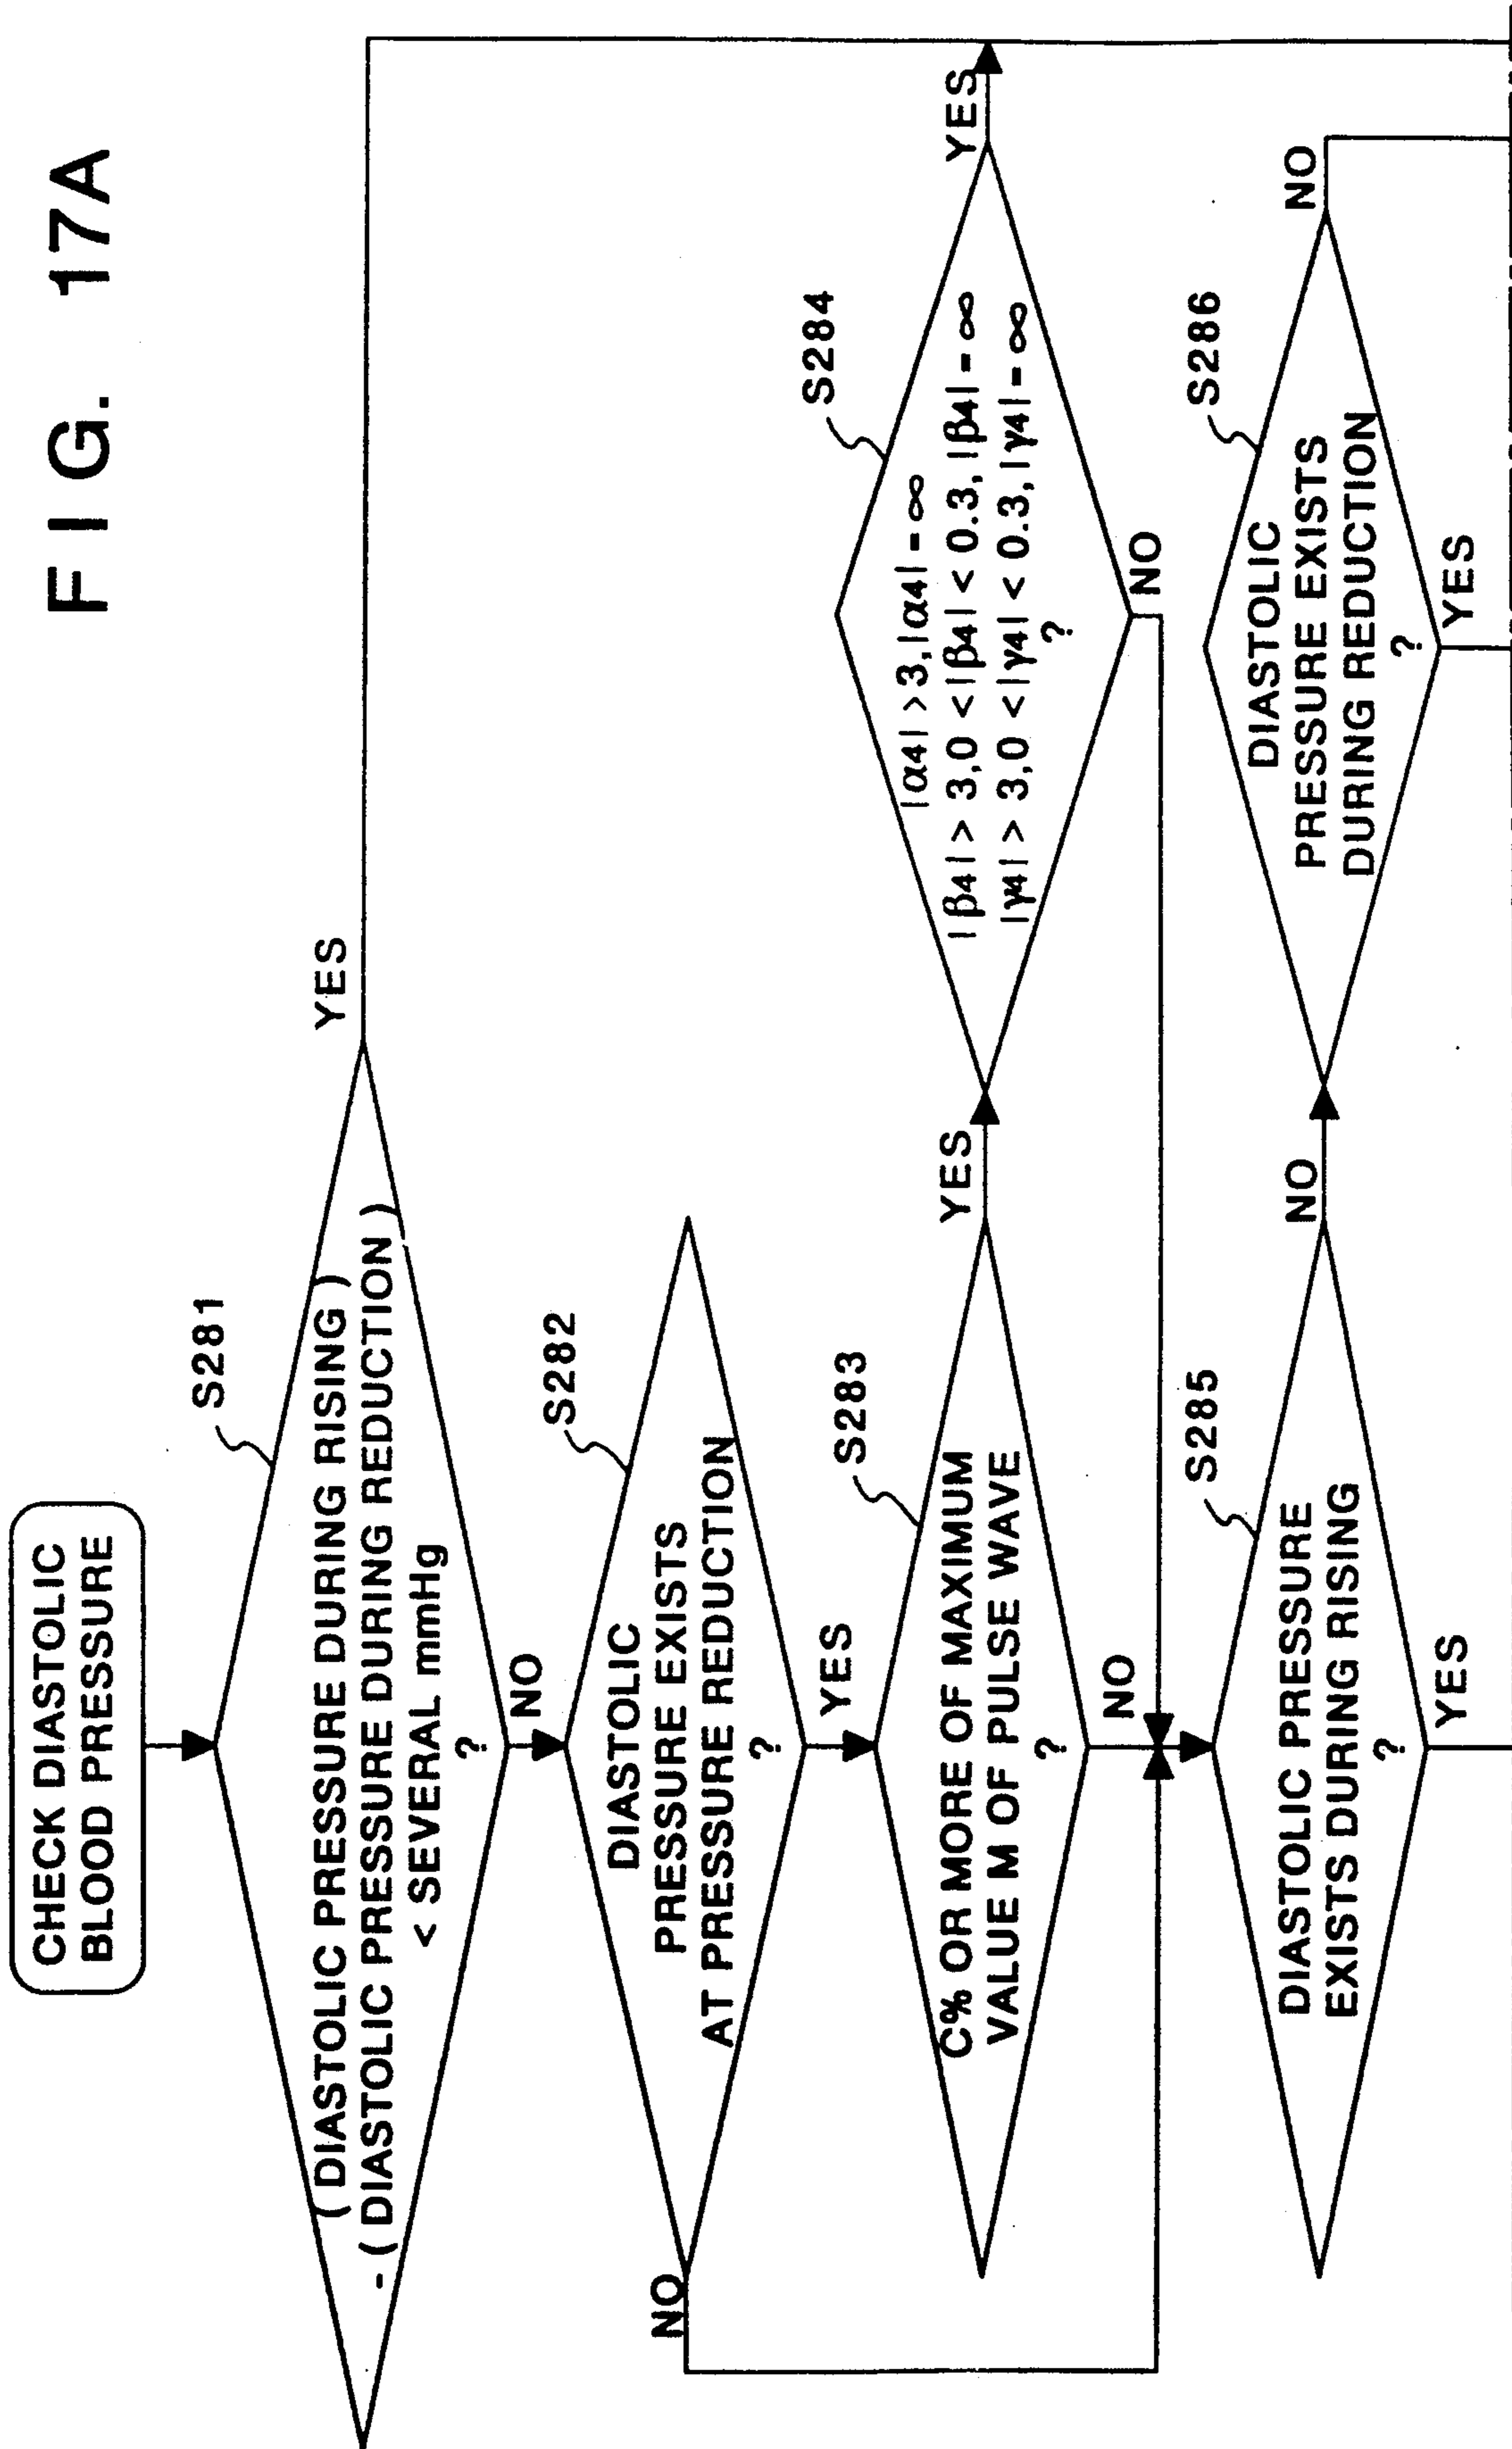 FIG. 17A
CHECK DIASTOLIC
BLOOD PRESSURE
S281
( DIASTOLIC PRESSURE DURING RISING )
- ( DIASTOLIC PRESSURE DURING REDUCTION )
< SEVERAL mmHg
?
YES
NO
S282
DIASTOLIC
PRESSURE EXISTS
AT PRESSURE REDUCTION
?
NO
YES
S283
C% OR MORE OF MAXIMUM
VALUE M OF PULSE WAVE
?
YES
NO
S284
|α4| >3,|α4| = ∞
|β4| > 3,0 <|β4| < 0.3, |β4| = ∞
|γ4| > 3,0 <|γ4| < 0.3,|γ4| = ∞
?
YES
NO
S285
DIASTOLIC PRESSURE
EXISTS DURING RISING
?
NO
YES
S286
DIASTOLIC
PRESSURE EXISTS
DURING REDUCTION
?
NO
YES